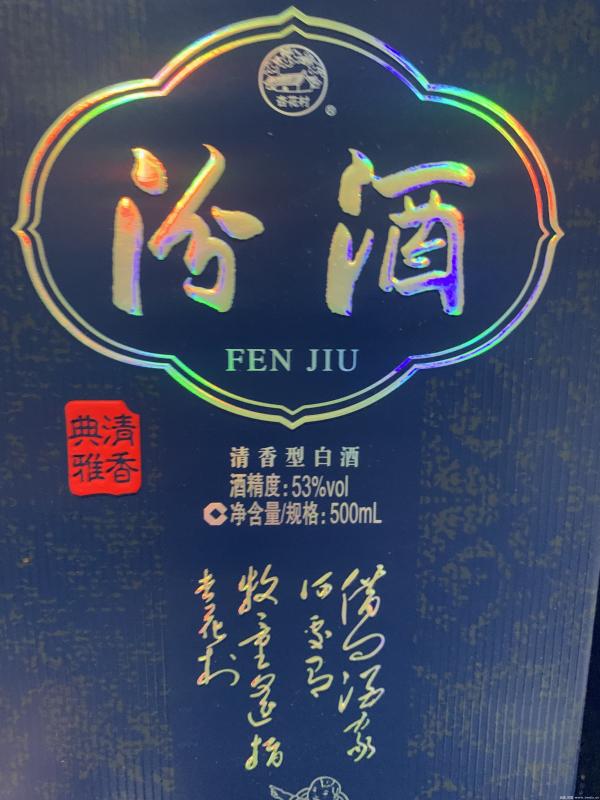 杏花村
®
汾酒
FEN JIU
清香
典雅
清香型白酒
酒精度:53%vol
净含量/规格:500mL
借问酒家
何处有
牧童遥指
杏花村